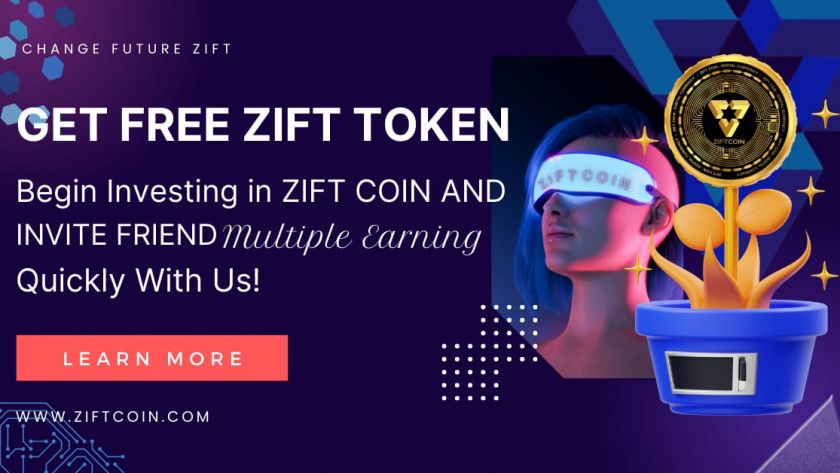 CHANGE FUTURE ZIFT
GET FREE ZIFT TOKEN
Begin Investing in ZIFT COIN AND
INVITE FRIEND Multiple Earning
Quickly With Us!
LEARN MORE
WWW.ZIFTCOIN.COM
ZIFTCOIN
ZIFTCOIN